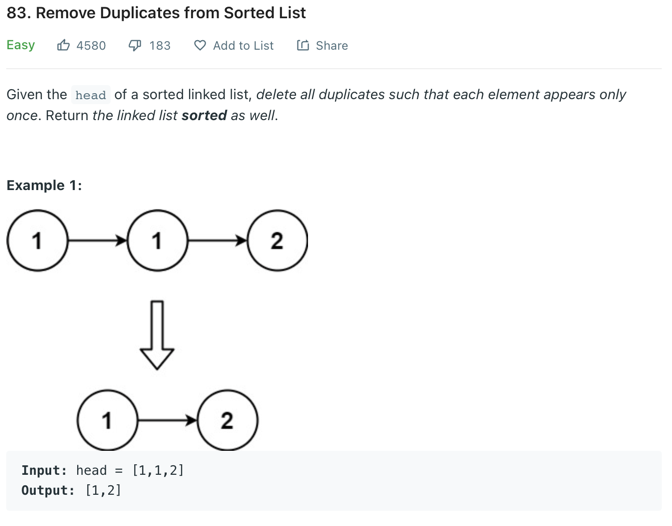 83. Remove Duplicates from Sorted List
Easy 4580 183 Add to List Share
Given the head of a sorted linked list, delete all duplicates such that each element appears only
once. Return the linked list sorted as well.
Example 1:
1 1 2
1 2
Input: head = [1,1,2]
Output: [1,2]